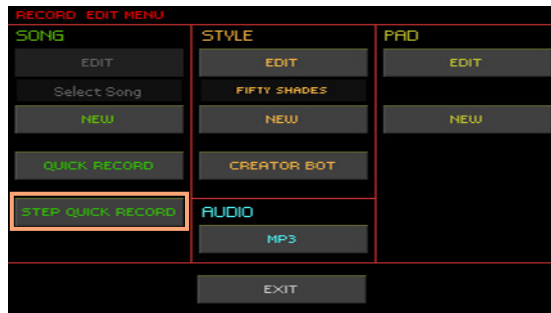 RECORD EDIT MENU
SONG
EDIT
Select Song
NEW
QUICK RECORD
STEP QUICK RECORD
STYLE
EDIT
FIFTY SHADES
NEW
CREATOR BOT
AUDIO
MP3
PAD
EDIT
NEW
EXIT